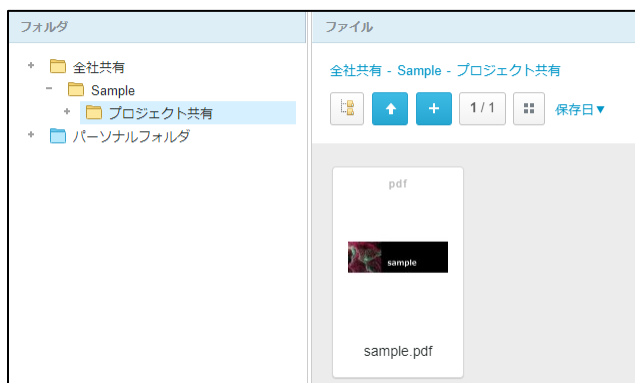 フォルダ
全社共有
Sample
プロジェクト共有
パーソナルフォルダ
ファイル
全社共有 - Sample - プロジェクト共有
1 / 1
保存日▼
pdf
sample
sample.pdf